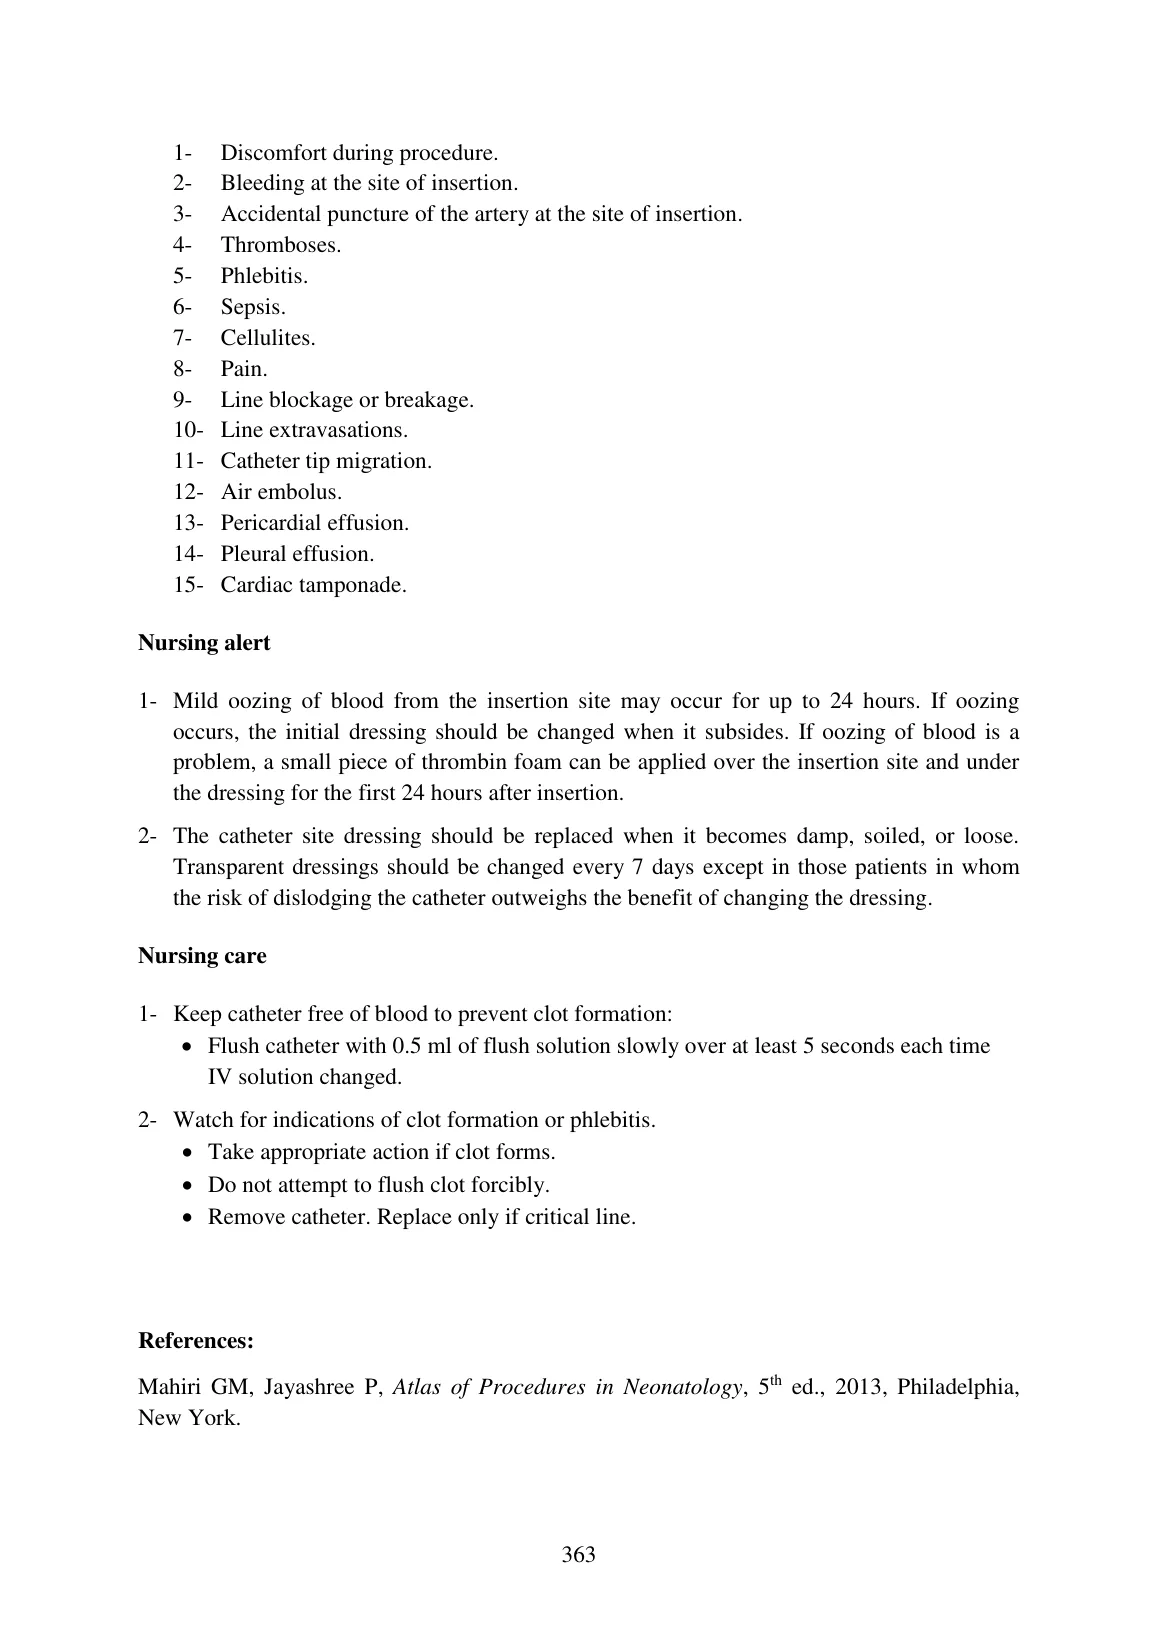 1- Discomfort during procedure.
2- Bleeding at the site of insertion.
3- Accidental puncture of the artery at the site of insertion.
4- Thromboses.
5- Phlebitis.
6- Sepsis.
7- Cellulites.
8- Pain.
9- Line blockage or breakage.
10- Line extravasations.
11- Catheter tip migration.
12- Air embolus.
13- Pericardial effusion.
14- Pleural effusion.
15- Cardiac tamponade.
Nursing alert
1- Mild oozing of blood from the insertion site may occur for up to 24 hours. If oozing
occurs, the initial dressing should be changed when it subsides. If oozing of blood is a
problem, a small piece of thrombin foam can be applied over the insertion site and under
the dressing for the first 24 hours after insertion.
2- The catheter site dressing should be replaced when it becomes damp, soiled, or loose.
Transparent dressings should be changed every 7 days except in those patients in whom
the risk of dislodging the catheter outweighs the benefit of changing the dressing.
Nursing care
1- Keep catheter free of blood to prevent clot formation:
• Flush catheter with 0.5 ml of flush solution slowly over at least 5 seconds each time
IV solution changed.
2- Watch for indications of clot formation or phlebitis.
• Take appropriate action if clot forms.
• Do not attempt to flush clot forcibly.
• Remove catheter. Replace only if critical line.
References:
Mahiri GM, Jayashree P, Atlas of Procedures in Neonatology, 5th ed., 2013, Philadelphia,
New York.
363